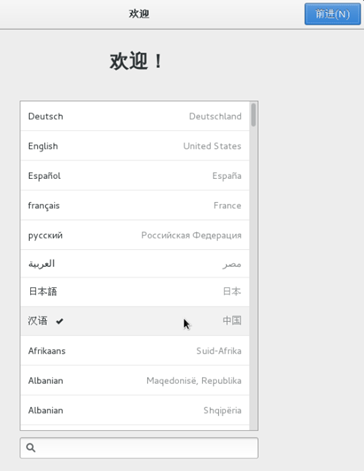 欢迎
前进(N)
欢迎！
Deutsch Deutschland
English United States
Español España
français France
русский Российская Федерация
العربية مصر
日本語 日本
汉语 ✔ 中国
Afrikaans Suid-Afrika
Albanian Maqedonisë, Republika
Albanian Shqipëria